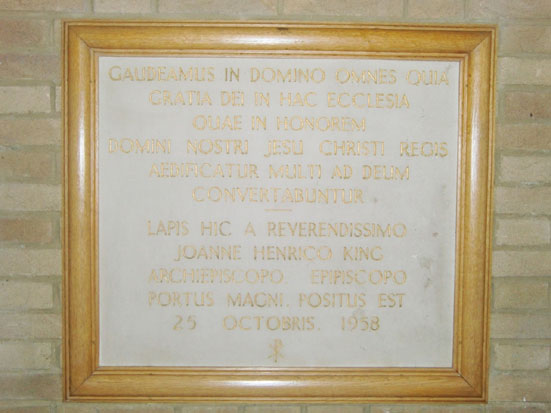 GAUDEAMUS IN DOMINO OMNES QUIA
GRATIA DEI IN HAC ECCLESIA
QUAE IN HONOREM
DOMINI NOSTRI JESU CHRISTI REGIS
AEDIFICATUR MULTI AD DEUM
CONVERTABUNTUR
LAPIS HIC A REVERENDISSIMO
JOANNE HENRICO KING
ARCHIEPISCOPO. EPIPISCOPO
PORTUS MAGNI. POSITUS EST
25 OCTOBRIS. 1958